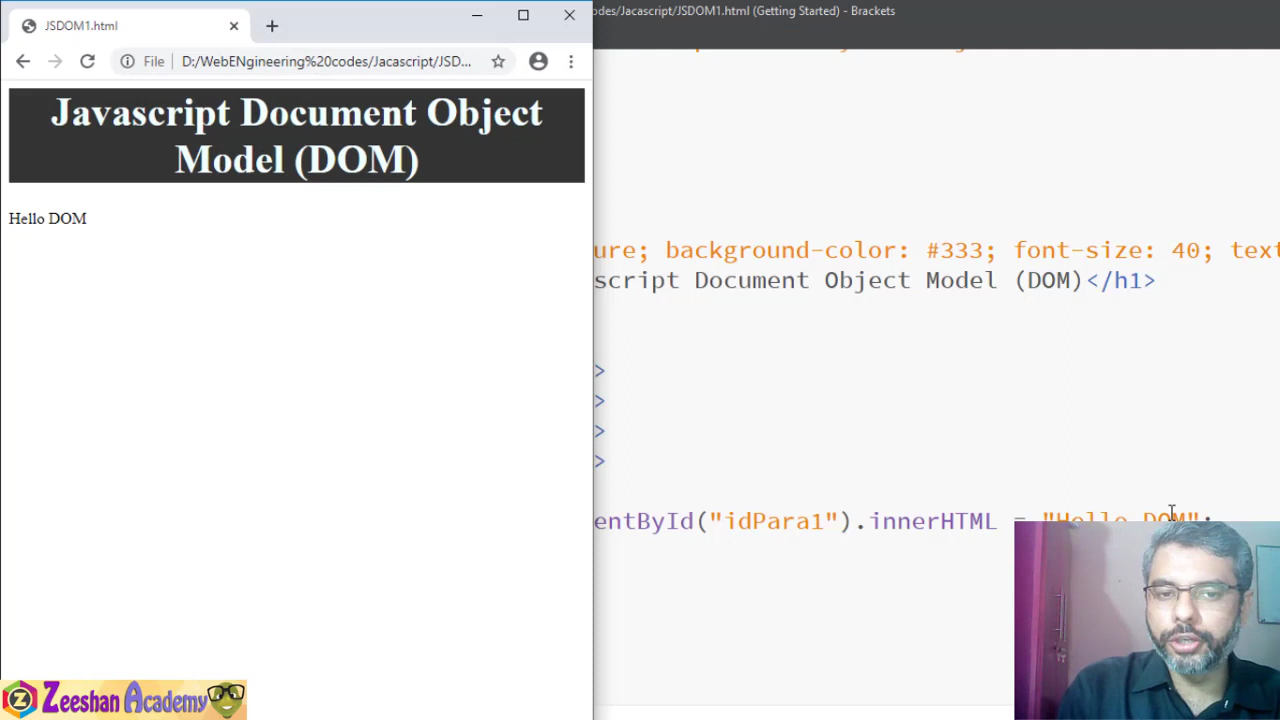 JSDOM1.html
File D:/WebENgineering%20codes/Jacascript/JSD...
Javascript Document Object
Model (DOM)
Hello DOM
odes/Jacascript/JSDOM1.html (Getting Started) - Brackets
ure; background-color: #333; font-size: 40; text
script Document Object Model (DOM)</h1>
>
>
>
>
entById("idPara1").innerHTML = "Hello DOM";
Zeeshan Academy